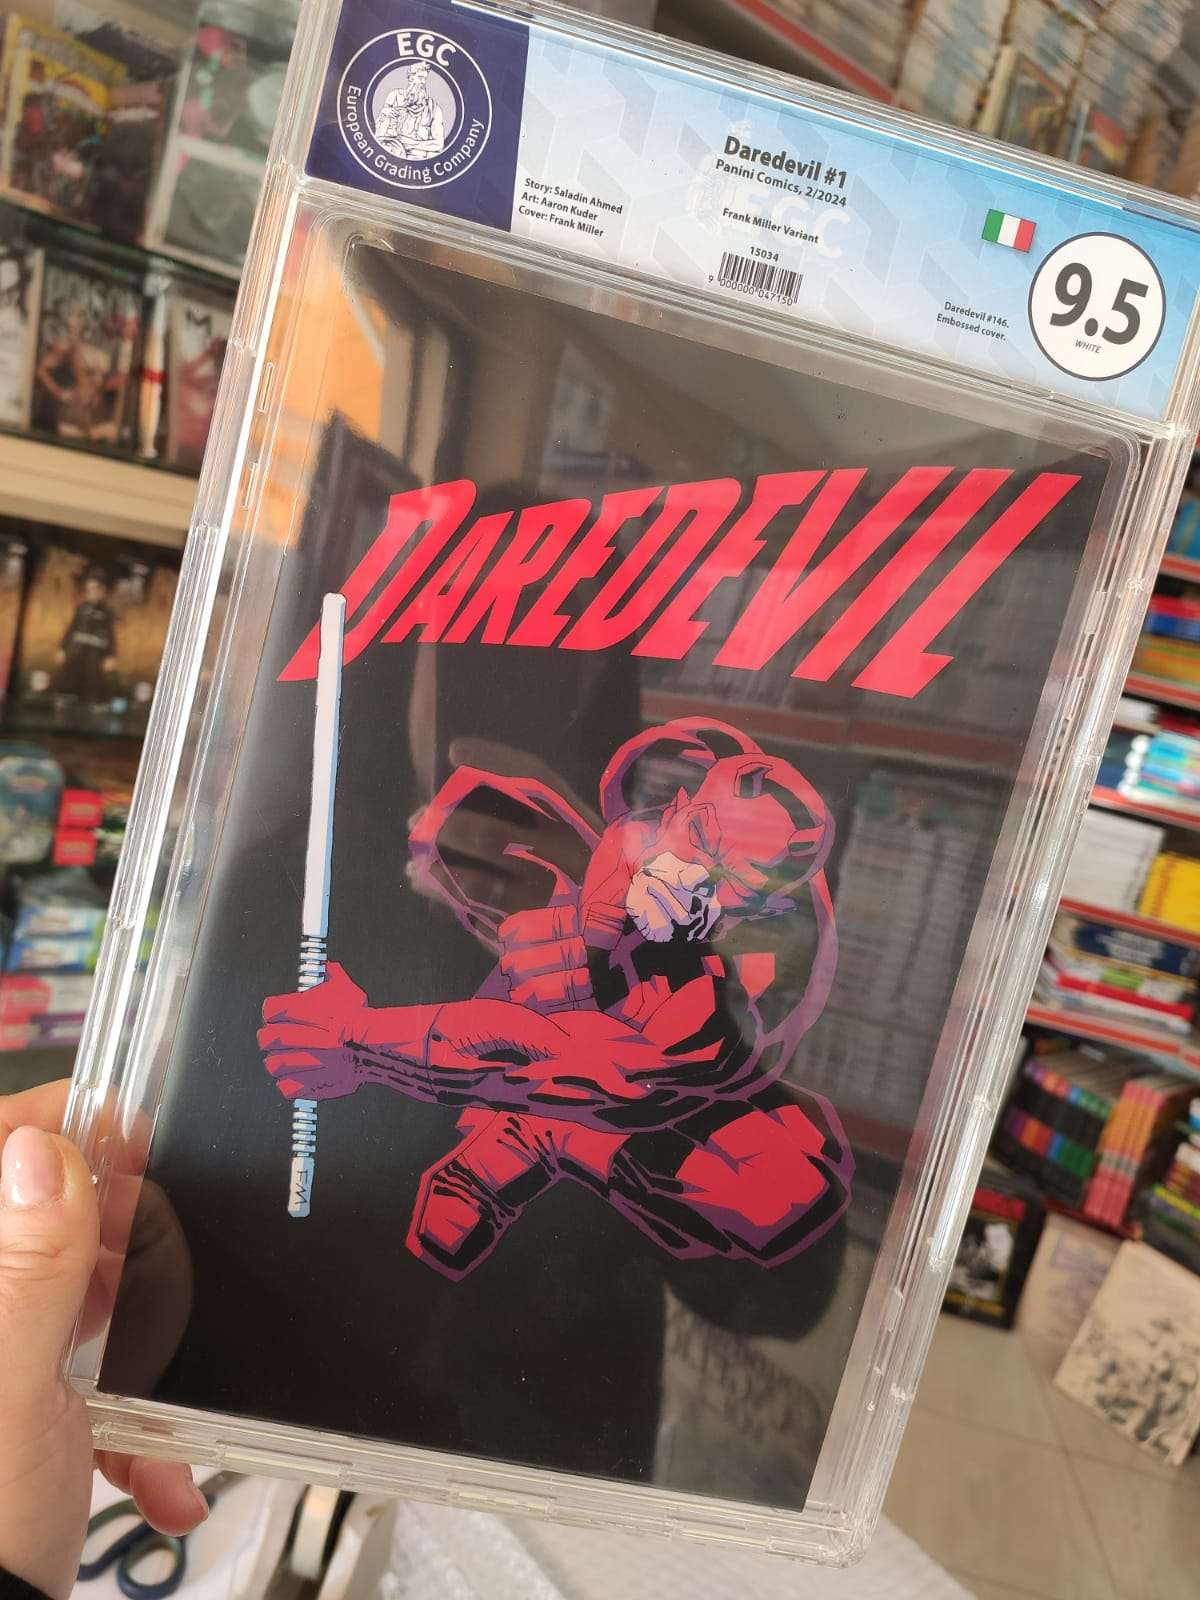 EGC
European Grading Company
Daredevil #1
Panini Comics, 2/2024
Story: Saladin Ahmed
Art: Aaron Kuder
Cover: Frank Miller
Frank Miller Variant
15034
9 000000 047150
Daredevil #146.
Embossed cover.
9.5
WHITE
DAREDEVIL
FM